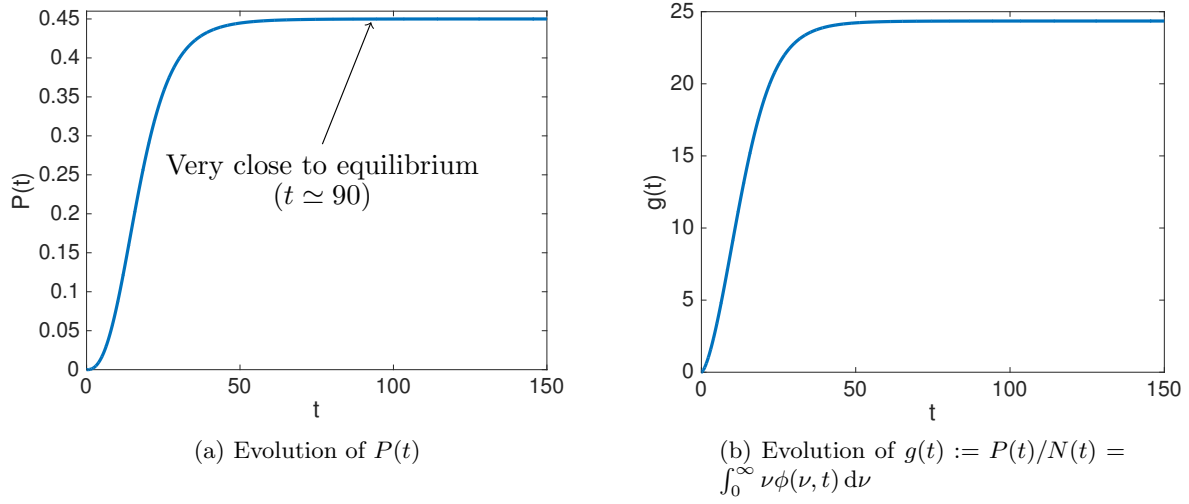 0.45
0.4
0.35
0.3
0.25
0.2
0.15
0.1
0.05
0
P(t)
Very close to equilibrium
(t ≃ 90)
0
50
100
150
t
(a) Evolution of P(t)
25
20
15
10
5
0
g(t)
0
50
100
150
t
(b) Evolution of g(t) := P(t)/N(t) =
∫₀^∞ νϕ(ν, t) dν